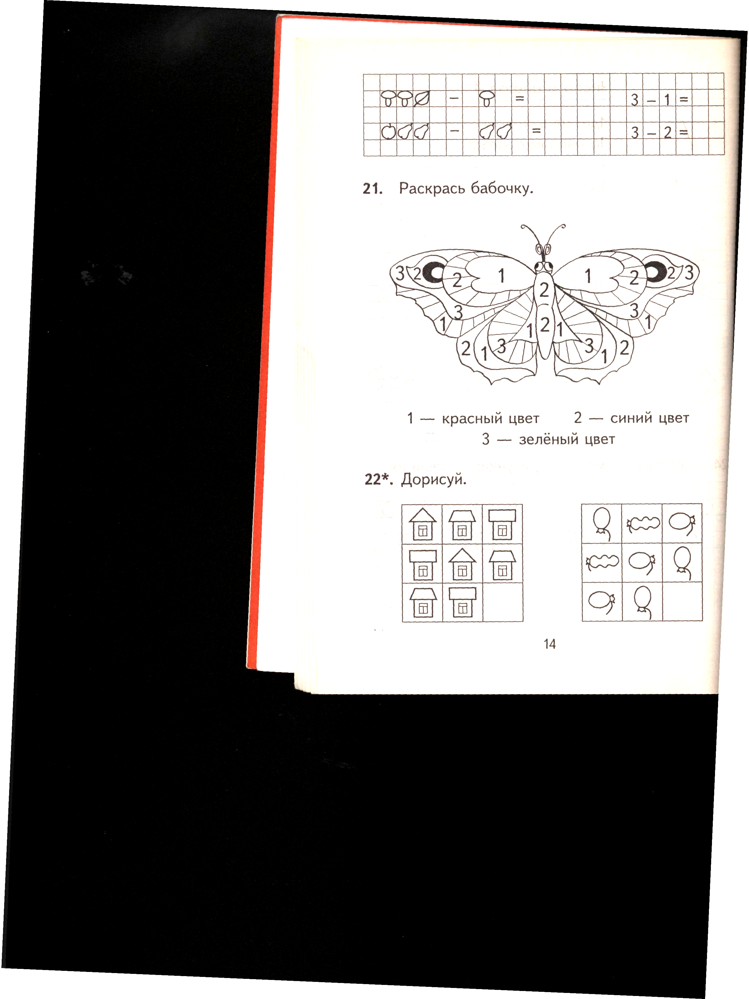 − = 3 − 1 =
− = 3 − 2 =
21. Раскрась бабочку.
3 2 2 1 1 2 2 3
2
3 3
1 1 2 1 1
2 1 3 3 1 2
1 — красный цвет 2 — синий цвет
3 — зелёный цвет
22*. Дорисуй.
14